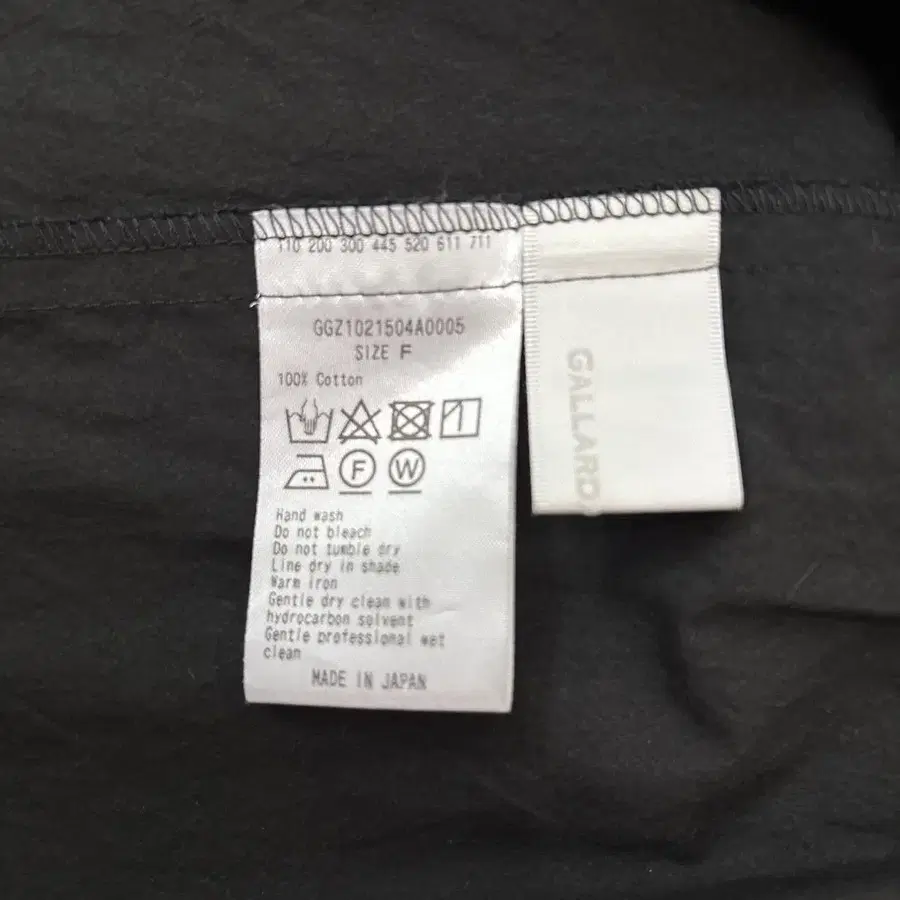 110 200 300 445 520 611 711
GGZ1021504A0005
SIZE F
100% Cotton
F W
Hand wash
Do not bleach
Do not tumble dry
Line dry in shade
Warm iron
Gentle dry clean with
hydrocarbon solvent
Gentle professional wet
clean
MADE IN JAPAN
GALLARD